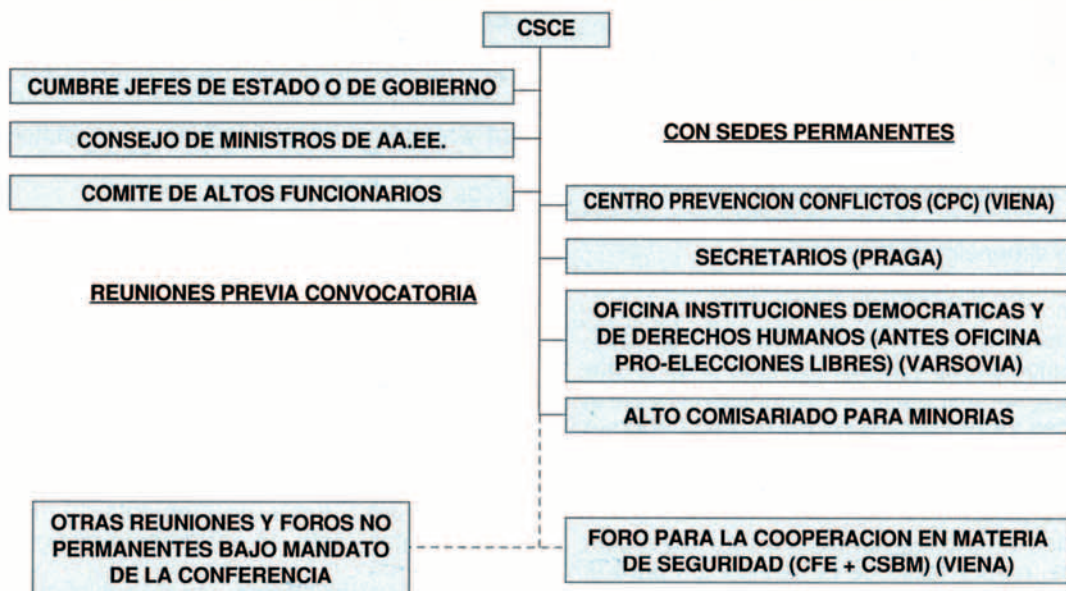 CSCE
CUMBRE JEFES DE ESTADO O DE GOBIERNO
CONSEJO DE MINISTROS DE AA.EE.
COMITE DE ALTOS FUNCIONARIOS
REUNIONES PREVIA CONVOCATORIA
CON SEDES PERMANENTES
CENTRO PREVENCION CONFLICTOS (CPC) (VIENA)
SECRETARIOS (PRAGA)
OFICINA INSTITUCIONES DEMOCRATICAS Y
DE DERECHOS HUMANOS (ANTES OFICINA
PRO-ELECCIONES LIBRES) (VARSOVIA)
ALTO COMISARIADO PARA MINORIAS
OTRAS REUNIONES Y FOROS NO
PERMANENTES BAJO MANDATO
DE LA CONFERENCIA
FORO PARA LA COOPERACION EN MATERIA
DE SEGURIDAD (CFE + CSBM) (VIENA)